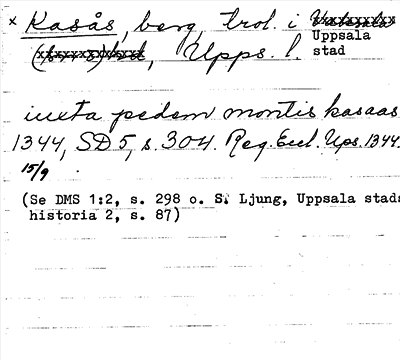 × Kasås, berg, trol. i Uppsala stad
, Upps. l.
iuxta pedem montis kasaas
1344, SD 5, s. 304. Reg. Eccl. Ups. 1344.
15/9
(Se DMS 1:2, s. 298 o. S. Ljung, Uppsala stads
historia 2, s. 87)